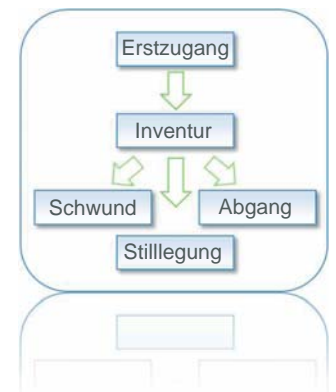 Erstzugang
Inventur
Schwund
Abgang
Stilllegung